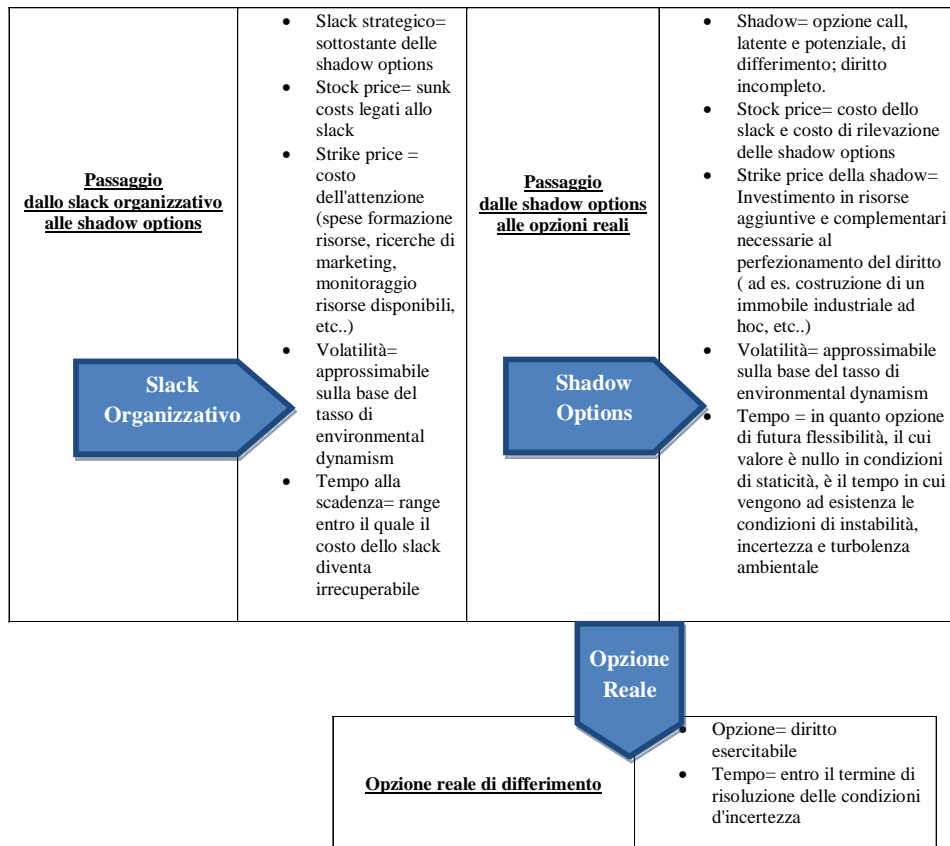 Passaggio
dallo slack organizzativo
alle shadow options
Slack
Organizzativo
• Slack strategico=
sottostante delle
shadow options
• Stock price= sunk
costs legati allo
slack
• Strike price =
costo
dell'attenzione
(spese formazione
risorse, ricerche di
marketing,
monitoraggio
risorse disponibili,
etc..)
• Volatilità=
approssimabile
sulla base del
tasso di
environmental
dynamism
• Tempo alla
scadenza= range
entro il quale il
costo dello slack
diventa
irrecuperabile
Passaggio
dalle shadow options
alle opzioni reali
Shadow
Options
• Shadow= opzione call,
latente e potenziale, di
differimento; diritto
incompleto.
• Stock price= costo dello
slack e costo di rilevazione
delle shadow options
• Strike price della shadow=
Investimento in risorse
aggiuntive e complementari
necessarie al
perfezionamento del diritto
( ad es. costruzione di un
immobile industriale ad
hoc, etc..)
• Volatilità= approssimabile
sulla base del tasso di
environmental dynamism
• Tempo = in quanto opzione
di futura flessibilità, il cui
valore è nullo in condizioni
di staticità, è il tempo in cui
vengono ad esistenza le
condizioni di instabilità,
incertezza e turbolenza
ambientale
Opzione
Reale
Opzione reale di differimento
• Opzione= diritto
esercitabile
• Tempo= entro il termine di
risoluzione delle condizioni
d'incertezza